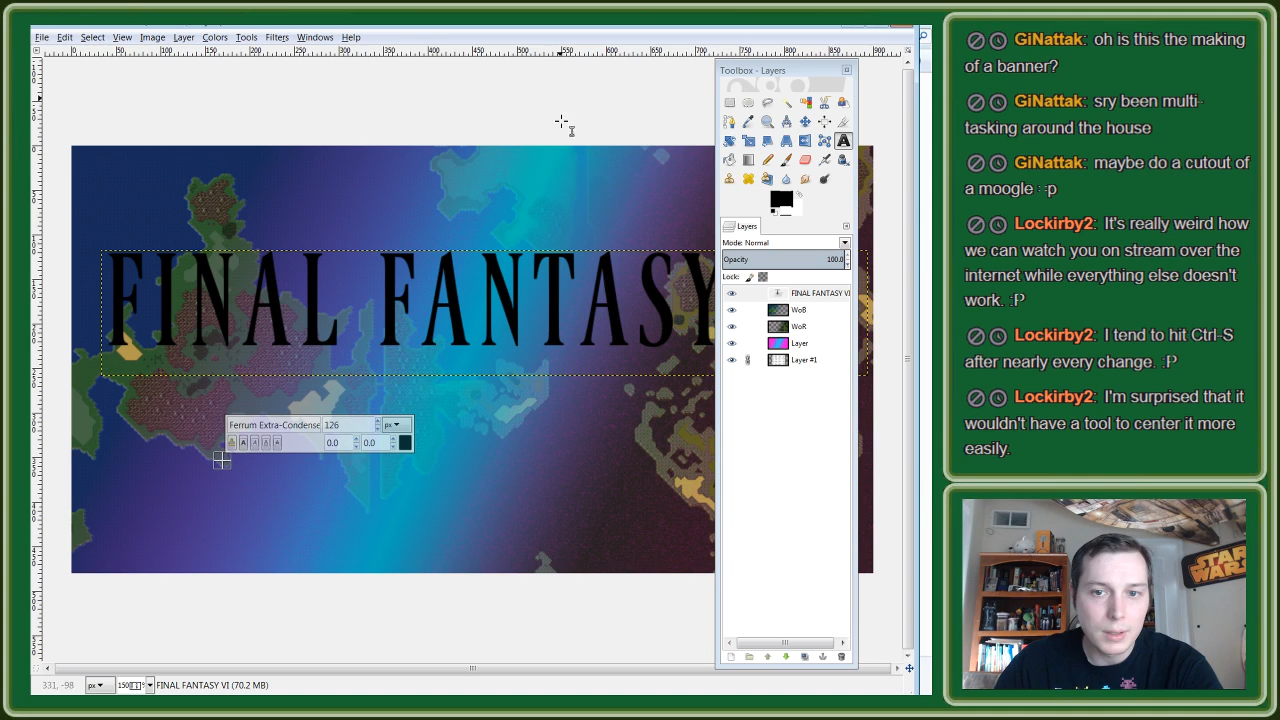 File Edit Select View Image Layer Colors Tools Filters Windows Help
Toolbox - Layers
Layers
Mode: Normal
Opacity 100.0
Lock:
FINAL FANTASY VI
WoB
WoR
Layer
Layer #1
FINAL FANTASY
Ferrum Extra-Condense 126 px
0.0 0.0
331, -98 px 150 FINAL FANTASY VI (70.2 MB)
GiNattak: oh is this the making
of a banner?
GiNattak: sry been multi-
tasking around the house
GiNattak: maybe do a cutout of
a moogle :p
Lockirby2: It's really weird how
we can watch you on stream over the
internet while everything else doesn't
work. :P
Lockirby2: I tend to hit Ctrl-S
after nearly every change. :P
Lockirby2: I'm surprised that it
wouldn't have a tool to center it more
easily.
STAR
WARS